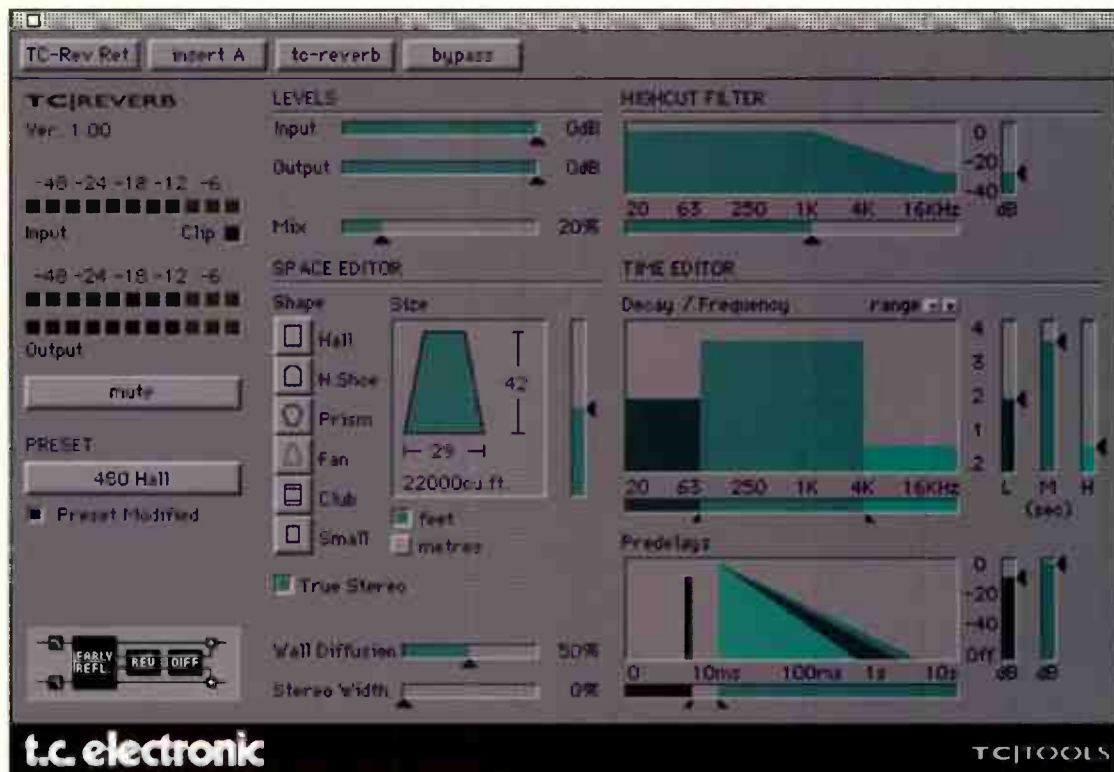 TC-Rev Ret insert A tc-reverb bypass
TC|REVERB
Ver. 1.00
-48 -24 -18 -12 -6
Input Clip
-48 -24 -18 -12 -6
Output
mute
PRESET
480 Hall
Preset Modified
EARLY REFL. REV DIFF
LEVELS
Input 0dB
Output 0dB
Mix 20%
SPACE EDITOR
Shape Size
Hall
H.Shoe
Prism
Fan
Club
Small
42
29
22000cu.ft.
feet
metres
True Stereo
Wall Diffusion 50%
Stereo Width 0%
HIGHCUT FILTER
0
-20
-40
20 63 250 1K 4K 16KHz dB
TIME EDITOR
Decay / Frequency range - +
4
3
2
1
.2
20 63 250 1K 4K 16KHz L M H
(sec)
Predelays
0
-20
-40
Off
0 10ms 100ms 1s 10s dB dB
t.c. electronic
TC|TOOLS